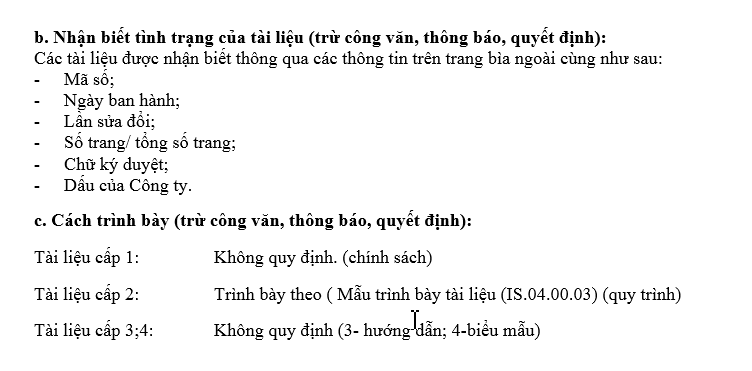 b. Nhận biết tình trạng của tài liệu (trừ công văn, thông báo, quyết định):
Các tài liệu được nhận biết thông qua các thông tin trên trang bìa ngoài cùng như sau:
- Mã số;
- Ngày ban hành;
- Lần sửa đổi;
- Số trang/ tổng số trang;
- Chữ ký duyệt;
- Dấu của Công ty.
c. Cách trình bày (trừ công văn, thông báo, quyết định):
Tài liệu cấp 1: Không quy định. (chính sách)
Tài liệu cấp 2: Trình bày theo ( Mẫu trình bày tài liệu (IS.04.00.03) (quy trình)
Tài liệu cấp 3;4: Không quy định (3- hướng dẫn; 4-biểu mẫu)